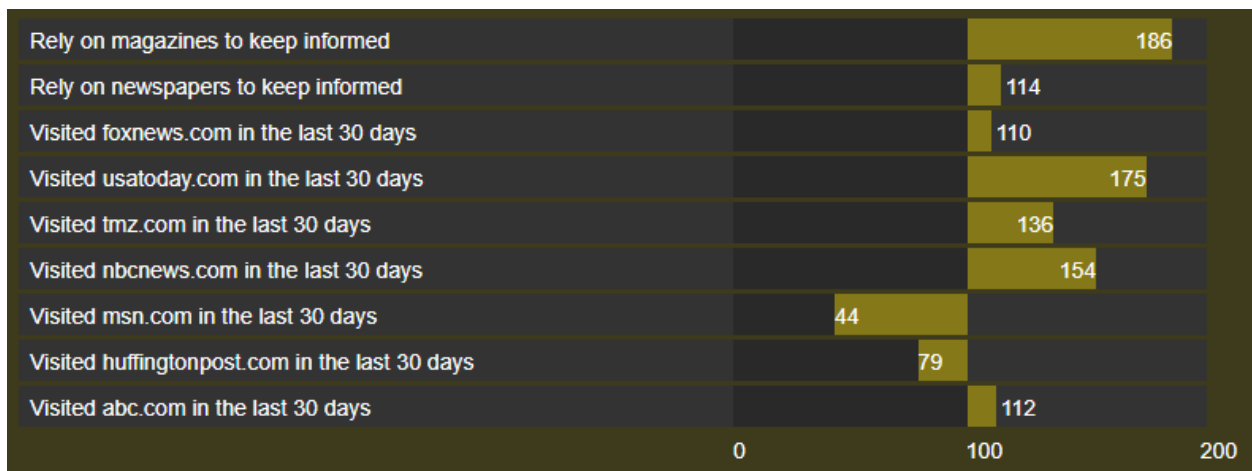 Rely on magazines to keep informed 186
Rely on newspapers to keep informed 114
Visited foxnews.com in the last 30 days 110
Visited usatoday.com in the last 30 days 175
Visited tmz.com in the last 30 days 136
Visited nbcnews.com in the last 30 days 154
Visited msn.com in the last 30 days 44
Visited huffingtonpost.com in the last 30 days 79
Visited abc.com in the last 30 days 112
0 100 200